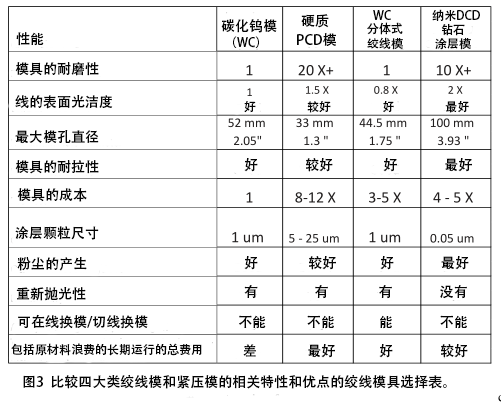 性能 碳化钨模 (WC) 硬质 PCD模 WC 分体式 绞线模 纳米DCD 钻石 涂层模
模具的耐磨性 1 20 X+ 1 10 X+
线的表面光洁度 1 好 1.5 X 较好 0.8 X 好 2 X 最好
最大模孔直径 52 mm 2.05" 33 mm 1.3 " 44.5 mm 1.75 " 100 mm 3.93 "
模具的耐拉性 好 较好 好 最好
模具的成本 1 8-12 X 3-5 X 4 - 5 X
涂层颗粒尺寸 1 um 5 - 25 um 1 um 0.05 um
粉尘的产生 好 较好 好 最好
重新抛光性 有 有 有 没有
可在线换模/切线换模 不能 不能 能 不能
包括原材料浪费的长期运行的总费用 差 最好 好 较好
图3 比较四大类绞线模和紧压模的相关特性和优点的绞线模具选择表。